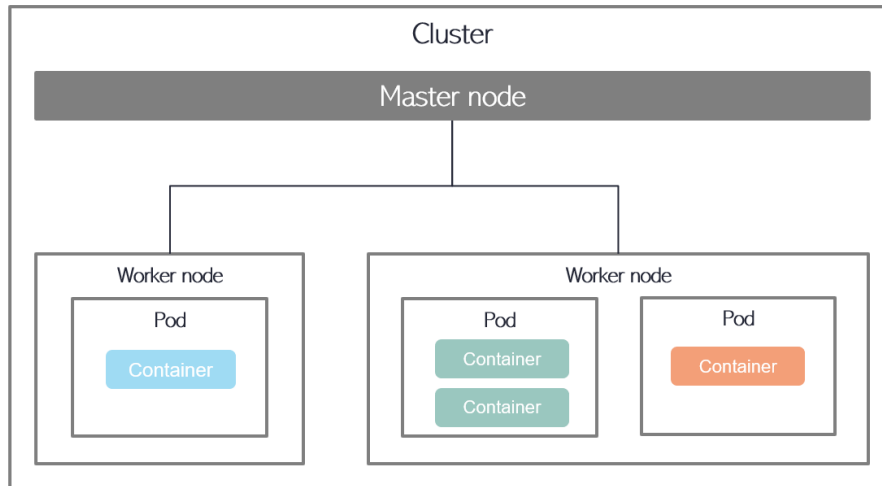 Cluster
Master node
Worker node
Pod
Container
Worker node
Pod
Container
Container
Pod
Container